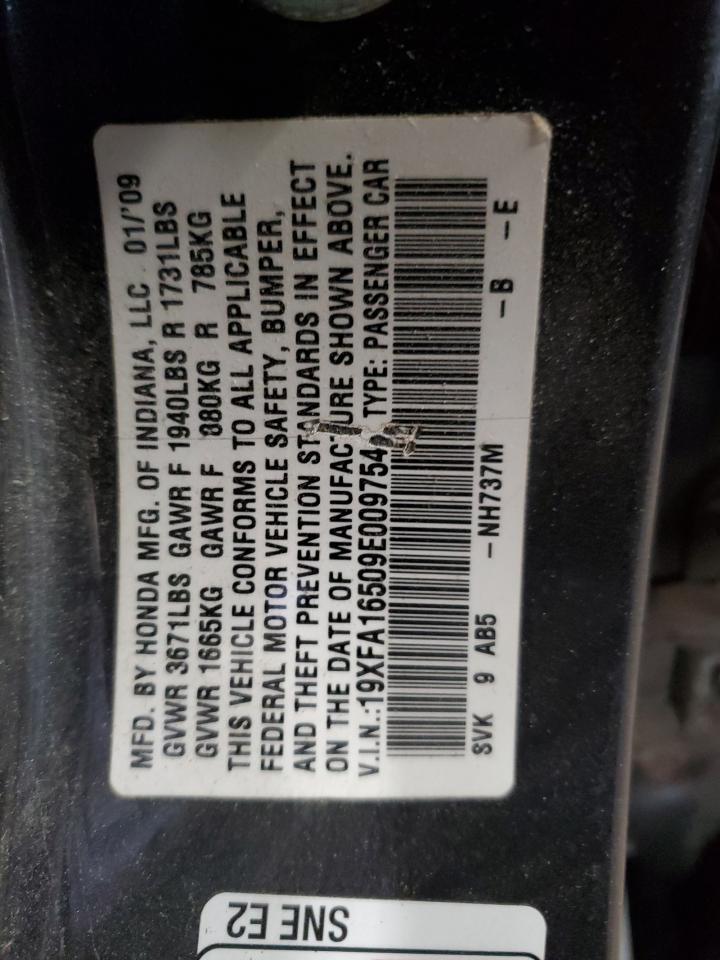 MFD. BY HONDA MFG. OF INDIANA, LLC 01/'09
GVWR 3671LBS GAWR F 1940LBS R 1731LBS
GVWR 1665KG GAWR F 880KG R 785KG
THIS VEHICLE CONFORMS TO ALL APPLICABLE
FEDERAL MOTOR VEHICLE SAFETY, BUMPER,
AND THEFT PREVENTION STANDARDS IN EFFECT
ON THE DATE OF MANUFACTURE SHOWN ABOVE.
V.I.N.:19XFA16509E009754 TYPE: PASSENGER CAR
SVK 9 AB5 -NH737M -B -E
SNE E2